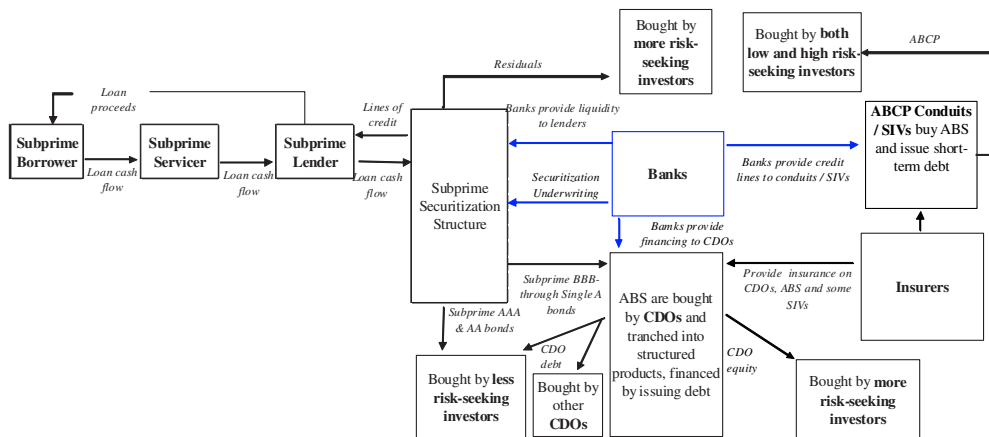 Bought by
more risk-
seeking
investors
Bought by both
low and high risk-
seeking investors
ABCP
Residuals
Loan
proceeds
Lines of
credit
Banks provide liquidity
to lenders
ABCP Conduits
/ SIVs buy ABS
and issue short-
term debt
Subprime
Borrower
Subprime
Servicer
Subprime
Lender
Loan cash
flow
Loan cash
flow
Loan cash
flow
Subprime
Securitization
Structure
Banks
Banks provide credit
lines to conduits / SIVs
Securitization
Underwriting
Banks provide
financing to CDOs
Subprime BBB-
through Single A
bonds
ABS are bought
by CDOs and
tranched into
structured
products, financed
by issuing debt
Provide insurance on
CDOs, ABS and some
SIVs
Insurers
Subprime AAA
& AA bonds
CDO
debt
CDO
equity
Bought by less
risk-seeking
investors
Bought by
other
CDOs
Bought by more
risk-seeking
investors